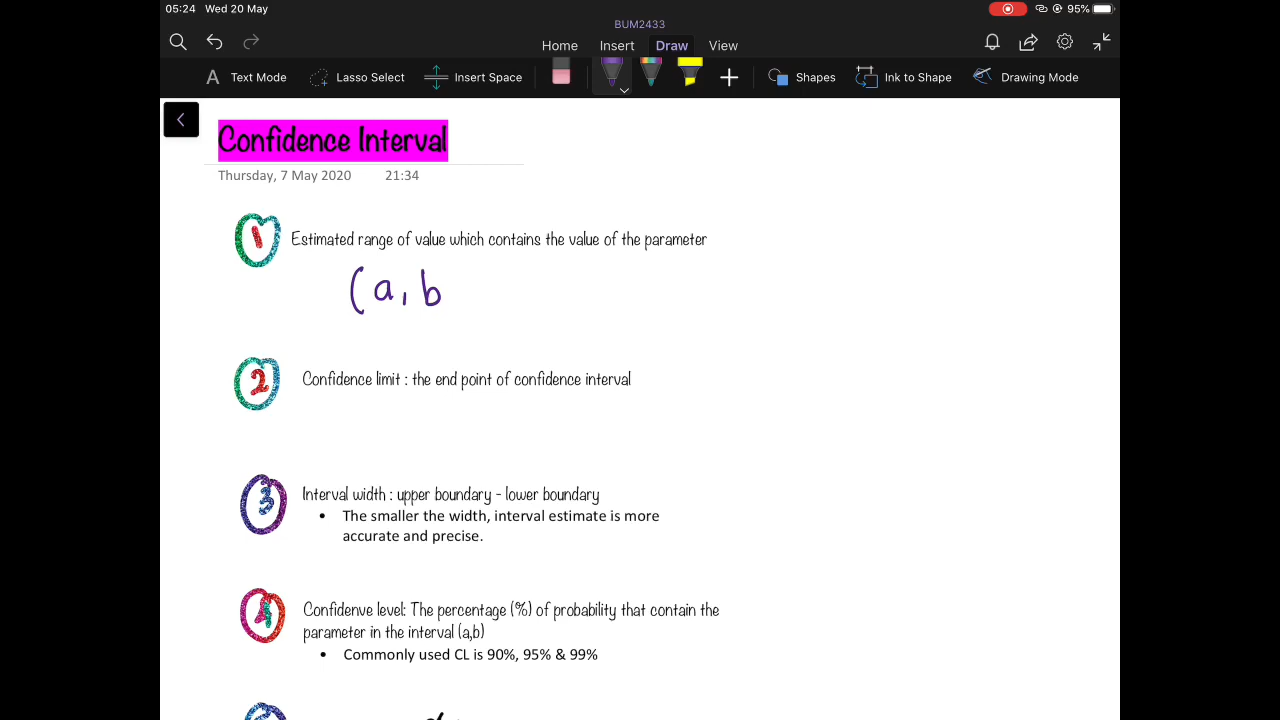 05:24 Wed 20 May 95%
BUM2433
Home Insert Draw View
Text Mode Lasso Select Insert Space Shapes Ink to Shape Drawing Mode
Confidence Interval
Thursday, 7 May 2020 21:34
1 Estimated range of value which contains the value of the parameter
(a, b
2 Confidence limit : the end point of confidence interval
3 Interval width : upper boundary - lower boundary
• The smaller the width, interval estimate is more
accurate and precise.
4 Confidenve level: The percentage (%) of probability that contain the
parameter in the interval (a,b)
• Commonly used CL is 90%, 95% & 99%